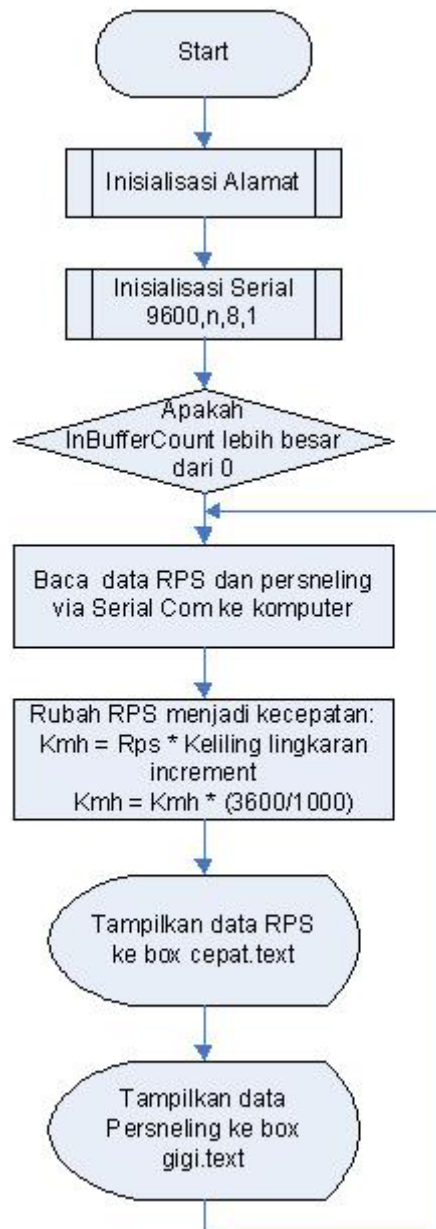 Start
Inisialisasi Alamat
Inisialisasi Serial
9600,n,8,1
Apakah
InBufferCount lebih besar
dari 0
Baca data RPS dan persneling
via Serial Com ke komputer
Rubah RPS menjadi kecepatan:
Kmh = Rps * Keliling lingkaran
increment
Kmh = Kmh * (3600/1000)
Tampilkan data RPS
ke box cepat.text
Tampilkan data
Persneling ke box
gigi.text